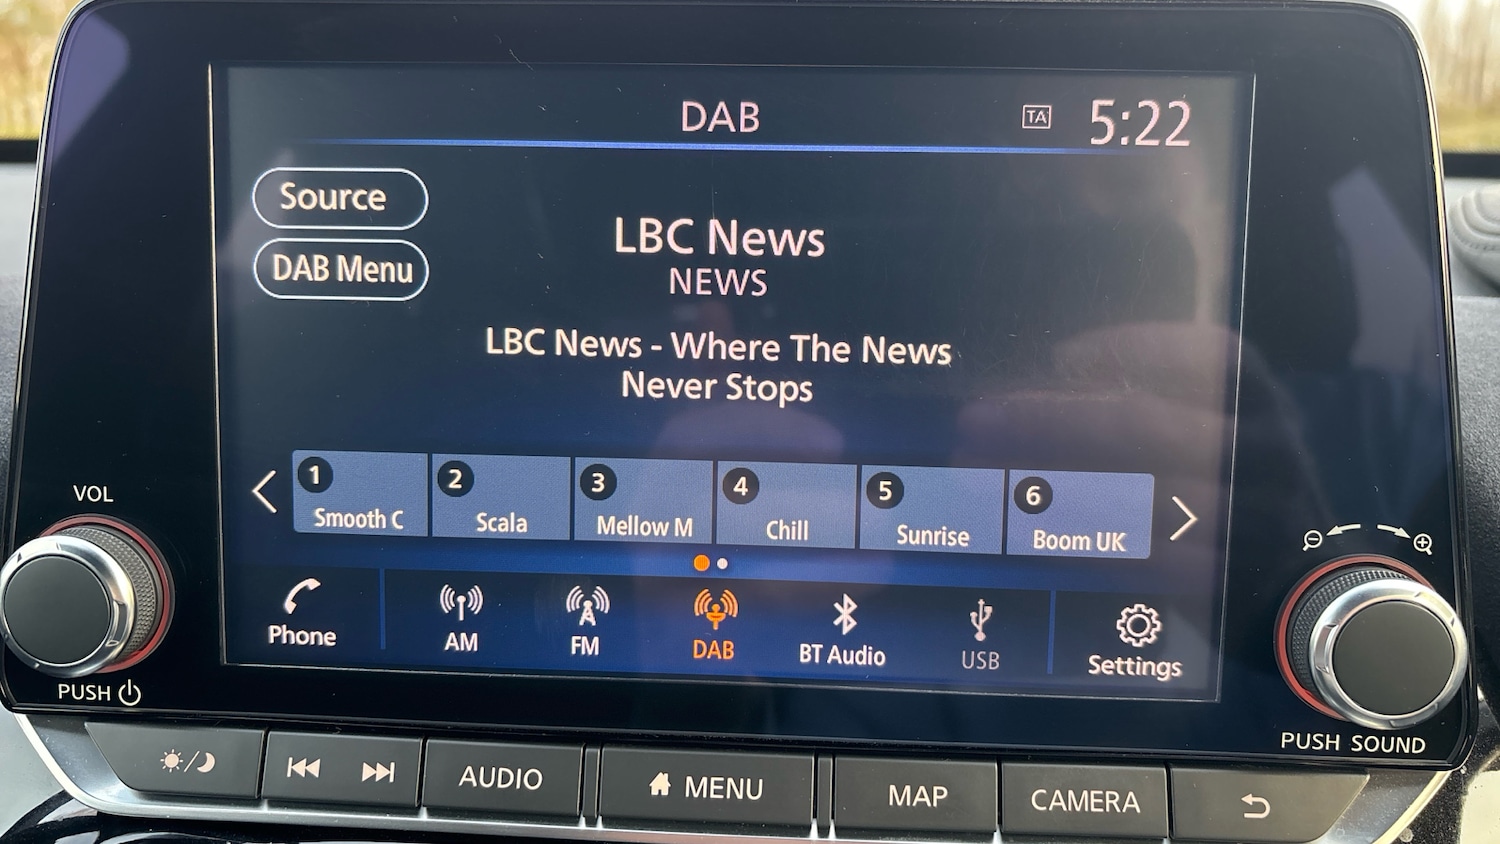 DAB
TA
5:22
Source
DAB Menu
LBC News
NEWS
LBC News - Where The News
Never Stops
1
Smooth C
2
Scala
3
Mellow M
4
Chill
5
Sunrise
6
Boom UK
Phone
AM
FM
DAB
BT Audio
USB
Settings
VOL
PUSH
PUSH SOUND
AUDIO
MENU
MAP
CAMERA